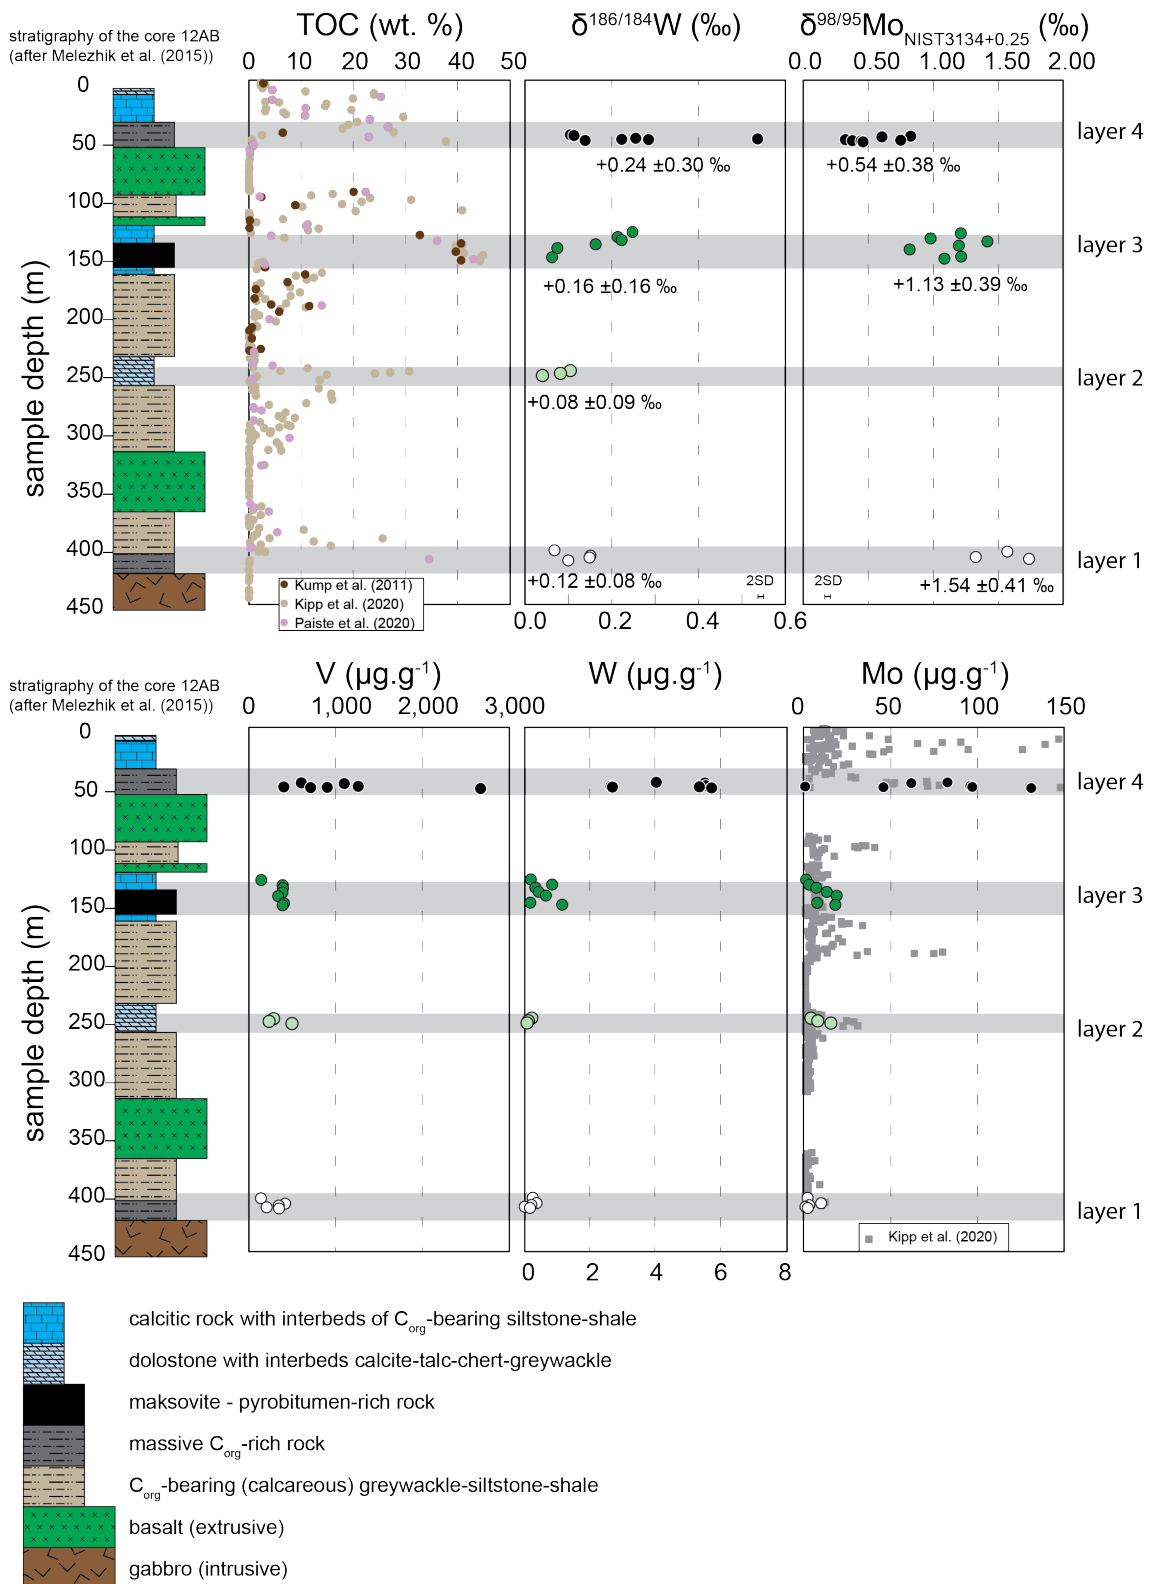 TOC (wt. %) δ186/184W (‰) δ98/95MoNIST3134+0.25 (‰)
stratigraphy of the core 12AB
(after Melezhik et al. (2015))
0 10 20 30 40 50 0.0 0.50 1.00 1.50 2.00
0
50
100
150
200
250
300
350
400
450
sample depth (m)
layer 4
+0.24 ±0.30 ‰ +0.54 ±0.38 ‰
layer 3
+0.16 ±0.16 ‰ +1.13 ±0.39 ‰
layer 2
+0.08 ±0.09 ‰
layer 1
+0.12 ±0.08 ‰ 2SD 2SD +1.54 ±0.41 ‰
Kump et al. (2011)
Kipp et al. (2020)
Paiste et al. (2020)
0.0 0.2 0.4 0.6
V (µg.g-1) W (µg.g-1) Mo (µg.g-1)
stratigraphy of the core 12AB
(after Melezhik et al. (2015))
0 1,000 2,000 3,000 0 50 100 150
0
50
100
150
200
250
300
350
400
450
sample depth (m)
layer 4
layer 3
layer 2
layer 1
Kipp et al. (2020)
0 2 4 6 8
calcitic rock with interbeds of Corg-bearing siltstone-shale
dolostone with interbeds calcite-talc-chert-greywackle
maksovite - pyrobitumen-rich rock
massive Corg-rich rock
Corg-bearing (calcareous) greywackle-siltstone-shale
basalt (extrusive)
gabbro (intrusive)